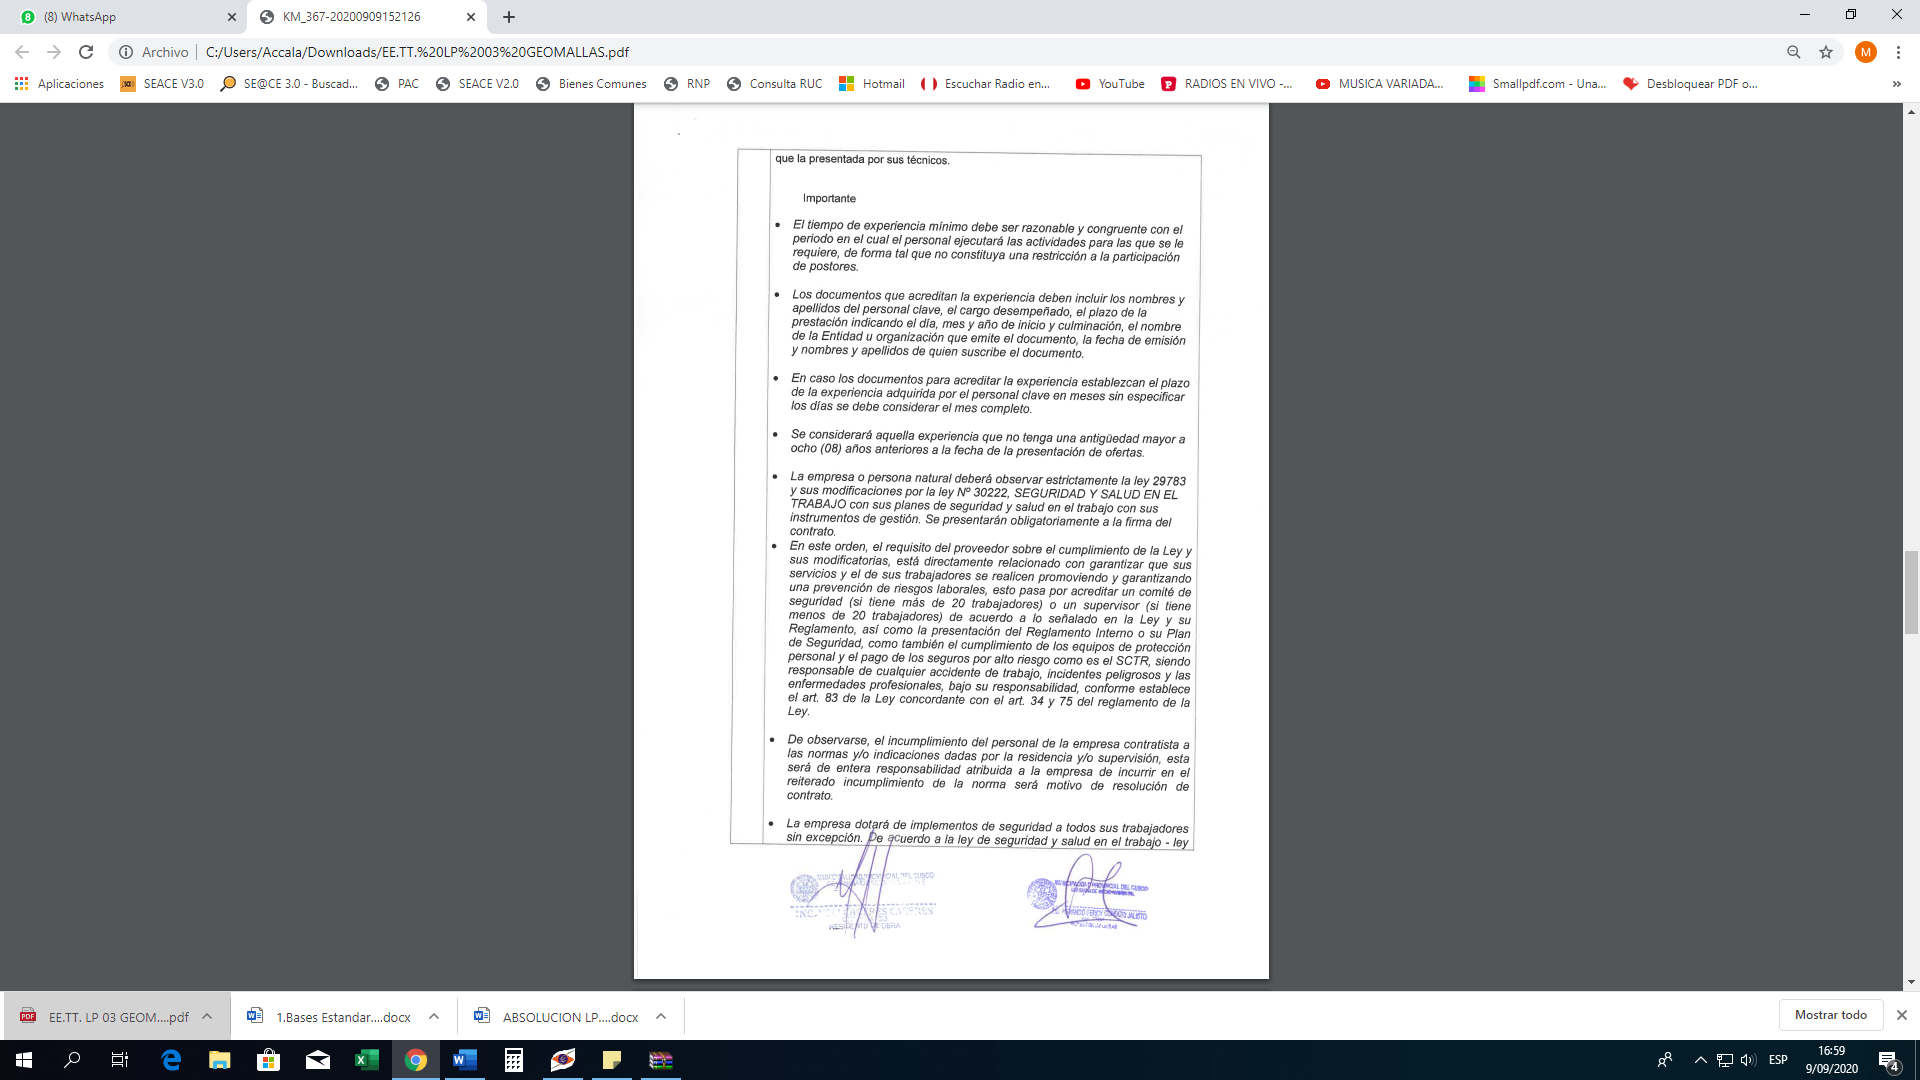 (8) WhatsApp
KM_367-20200909152126
Archivo
C:/Users/Accala/Downloads/EE.TT.%20LP%2003%20GEOMALLAS.pdf
M
Aplicaciones
SEACE V3.0
SE@CE 3.0 - Buscad...
PAC
SEACE V2.0
Bienes Comunes
RNP
Consulta RUC
Hotmail
Escuchar Radio en...
YouTube
RADIOS EN VIVO -...
MUSICA VARIADA...
Smallpdf.com - Una...
Desbloquear PDF o...
que la presentada por sus técnicos.
Importante
• El tiempo de experiencia mínimo debe ser razonable y congruente con el
periodo en el cual el personal ejecutará las actividades para las que se le
requiere, de forma tal que no constituya una restricción a la participación
de postores.
• Los documentos que acreditan la experiencia deben incluir los nombres y
apellidos del personal clave, el cargo desempeñado, el plazo de la
prestación indicando el día, mes y año de inicio y culminación, el nombre
de la Entidad u organización que emite el documento, la fecha de emisión
y nombres y apellidos de quien suscribe el documento.
• En caso los documentos para acreditar la experiencia establezcan el plazo
de la experiencia adquirida por el personal clave en meses sin especificar
los días se debe considerar el mes completo.
• Se considerará aquella experiencia que no tenga una antigüedad mayor a
ocho (08) años anteriores a la fecha de la presentación de ofertas.
• La empresa o persona natural deberá observar estrictamente la ley 29783
y sus modificaciones por la ley Nº 30222, SEGURIDAD Y SALUD EN EL
TRABAJO con sus planes de seguridad y salud en el trabajo con sus
instrumentos de gestión. Se presentarán obligatoriamente a la firma del
contrato.
• En este orden, el requisito del proveedor sobre el cumplimiento de la Ley y
sus modificatorias, está directamente relacionado con garantizar que sus
servicios y el de sus trabajadores se realicen promoviendo y garantizando
una prevención de riesgos laborales, esto pasa por acreditar un comité de
seguridad (si tiene más de 20 trabajadores) o un supervisor (si tiene
menos de 20 trabajadores) de acuerdo a lo señalado en la Ley y su
Reglamento, así como la presentación del Reglamento Interno o su Plan
de Seguridad, como también el cumplimiento de los equipos de protección
personal y el pago de los seguros por alto riesgo como es el SCTR, siendo
responsable de cualquier accidente de trabajo, incidentes peligrosos y las
enfermedades profesionales, bajo su responsabilidad, conforme establece
el art. 83 de la Ley concordante con el art. 34 y 75 del reglamento de la
Ley.
• De observarse, el incumplimiento del personal de la empresa contratista a
las normas y/o indicaciones dadas por la residencia y/o supervisión, esta
será de entera responsabilidad atribuida a la empresa de incurrir en el
reiterado incumplimiento de la norma será motivo de resolución de
contrato.
• La empresa dotará de implementos de seguridad a todos sus trabajadores
sin excepción. De acuerdo a la ley de seguridad y salud en el trabajo - ley
MUNICIPALIDAD PROVINCIAL DEL CUSCO
RESIDENTE DE OBRA
MUNICIPALIDAD PROVINCIAL DEL CUSCO
EE.TT. LP 03 GEOM....pdf
1.Bases Estandar....docx
ABSOLUCION LP....docx
Mostrar todo
ESP
16:59
9/09/2020
4